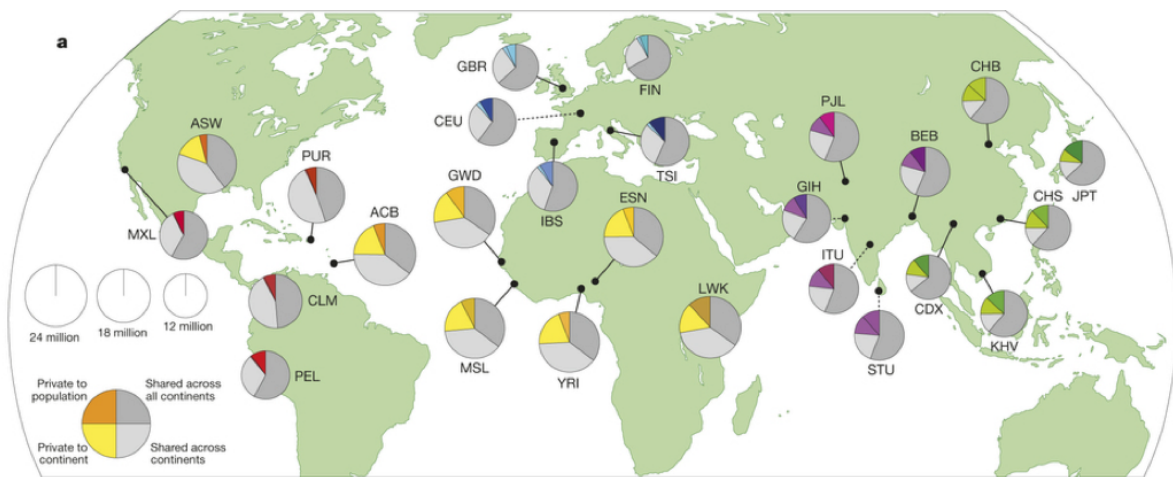 a
GBR
FIN
CHB
CEU
PJL
BEB
ASW
PUR
TSI
GWD
IBS
ESN
GIH
CHS
JPT
ACB
MXL
ITU
LWK
CDX
CLM
24 million
18 million
12 million
MSL
YRI
STU
KHV
PEL
Private to
population
Shared across
all continents
Private to
continent
Shared across
continents